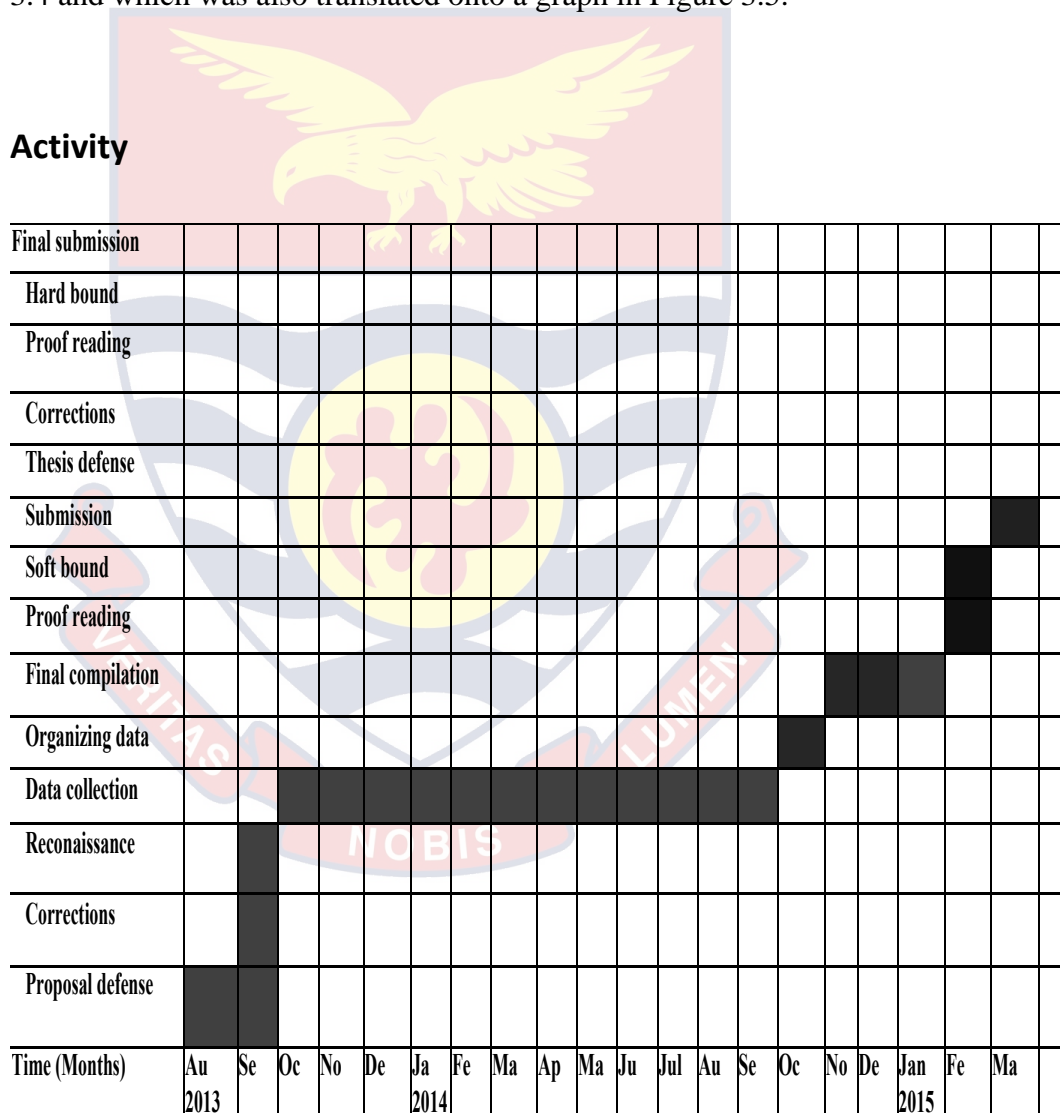 3.4 and which was also translated onto a graph in Figure 3.5.
Activity
Final submission
Hard bound
Proof reading
Corrections
Thesis defense
Submission
Soft bound
Proof reading
Final compilation
Organizing data
Data collection
Reconaissance
Corrections
Proposal defense
Time (Months) Au Se Oc No De Ja Fe Ma Ap Ma Ju Jul Au Se Oc No De Jan Fe Ma
2013 2014 2015
VERITAS NOBIS LUMEN